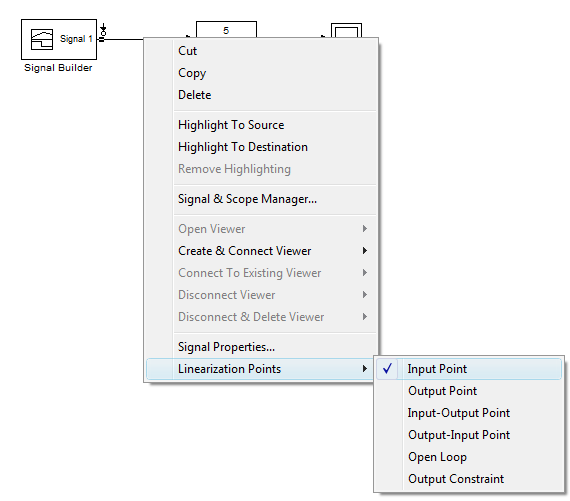 Signal 1
5
Signal Builder
Cut
Copy
Delete
Highlight To Source
Highlight To Destination
Remove Highlighting
Signal & Scope Manager...
Open Viewer
Create & Connect Viewer
Connect To Existing Viewer
Disconnect Viewer
Disconnect & Delete Viewer
Signal Properties...
Linearization Points
Input Point
Output Point
Input-Output Point
Output-Input Point
Open Loop
Output Constraint